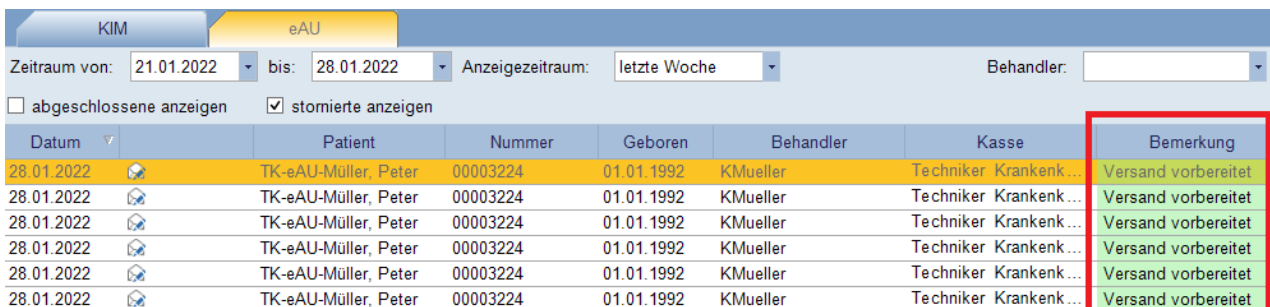 KIM eAU
Zeitraum von: 21.01.2022 bis: 28.01.2022 Anzeigezeitraum: letzte Woche Behandler:
abgeschlossene anzeigen stornierte anzeigen
Datum Patient Nummer Geboren Behandler Kasse Bemerkung
28.01.2022 TK-eAU-Müller, Peter 00003224 01.01.1992 KMueller Techniker Krankenk... Versand vorbereitet
28.01.2022 TK-eAU-Müller, Peter 00003224 01.01.1992 KMueller Techniker Krankenk... Versand vorbereitet
28.01.2022 TK-eAU-Müller, Peter 00003224 01.01.1992 KMueller Techniker Krankenk... Versand vorbereitet
28.01.2022 TK-eAU-Müller, Peter 00003224 01.01.1992 KMueller Techniker Krankenk... Versand vorbereitet
28.01.2022 TK-eAU-Müller, Peter 00003224 01.01.1992 KMueller Techniker Krankenk... Versand vorbereitet
28.01.2022 TK-eAU-Müller, Peter 00003224 01.01.1992 KMueller Techniker Krankenk... Versand vorbereitet